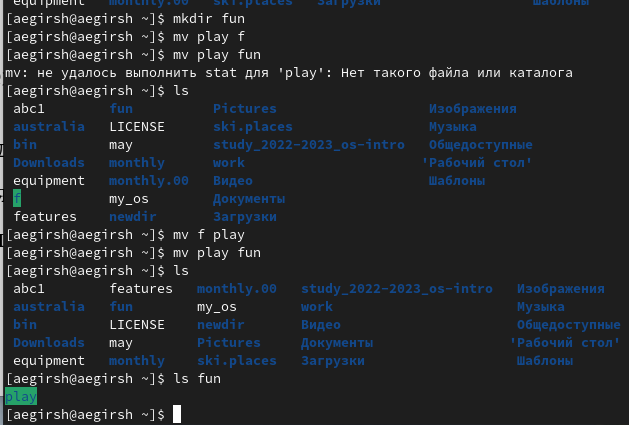 equipment monthly.00 ski.places Загрузки Шаблоны
[aegirsh@aegirsh ~]$ mkdir fun
[aegirsh@aegirsh ~]$ mv play f
[aegirsh@aegirsh ~]$ mv play fun
mv: не удалось выполнить stat для 'play': Нет такого файла или каталога
[aegirsh@aegirsh ~]$ ls
abc1 fun Pictures Изображения
australia LICENSE ski.places Музыка
bin may study_2022-2023_os-intro Общедоступные
Downloads monthly work 'Рабочий стол'
equipment monthly.00 Видео Шаблоны
f my_os Документы
features newdir Загрузки
[aegirsh@aegirsh ~]$ mv f play
[aegirsh@aegirsh ~]$ mv play fun
[aegirsh@aegirsh ~]$ ls
abc1 features monthly.00 study_2022-2023_os-intro Изображения
australia fun my_os work Музыка
bin LICENSE newdir Видео Общедоступные
Downloads may Pictures Документы 'Рабочий стол'
equipment monthly ski.places Загрузки Шаблоны
[aegirsh@aegirsh ~]$ ls fun
play
[aegirsh@aegirsh ~]$